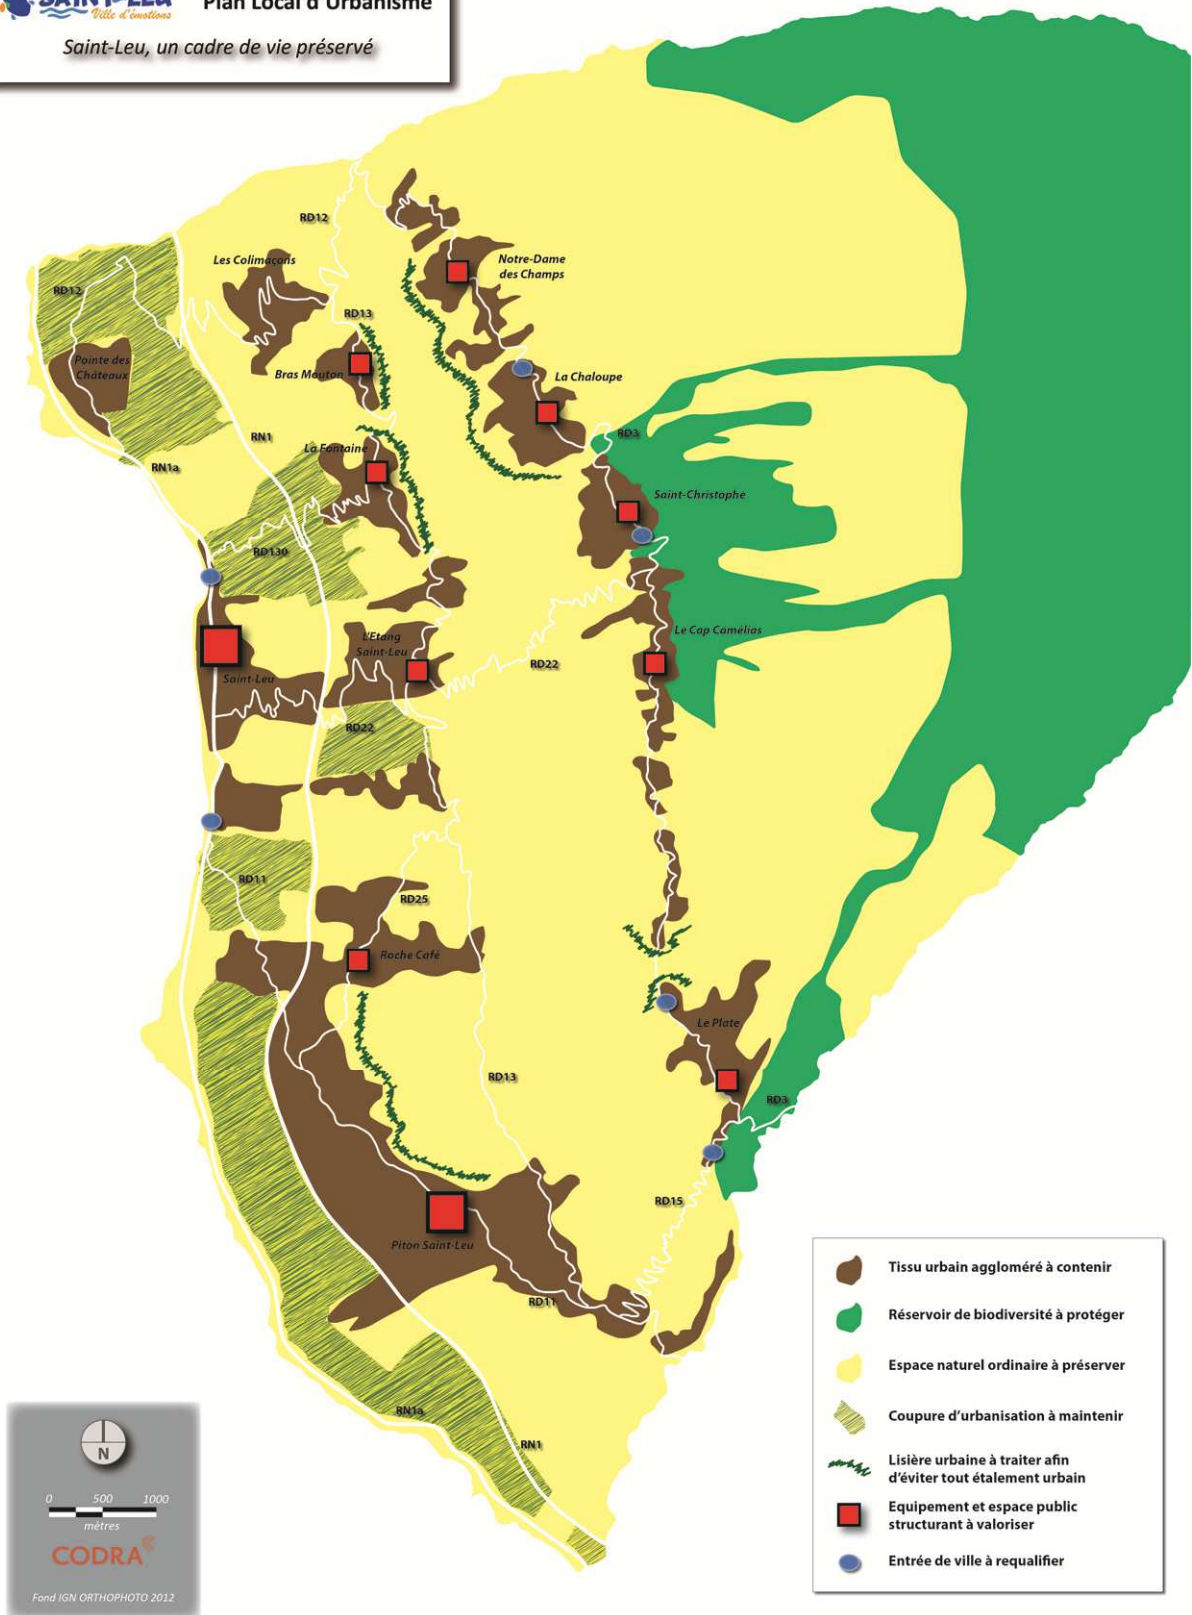 SAINT-LEU
Ville d'émotions
Plan Local d'Urbanisme
Saint-Leu, un cadre de vie préservé
RD12
Les Colimaçons
Notre-Dame
des Champs
RD12
RD13
Pointe des
Châteaux
Bras Mouton
La Chaloupe
RN1
RD3
La Fontaine
RN1a
Saint-Christophe
RD130
Le Cap Camélias
L'Etang
Saint-Leu
RD22
Saint-Leu
RD22
RD11
RD25
Roche Café
Le Plate
RD13
RD3
RD15
Piton Saint-Leu
RD11
RN1a
RN1
Tissu urbain aggloméré à contenir
Réservoir de biodiversité à protéger
Espace naturel ordinaire à préserver
Coupure d'urbanisation à maintenir
Lisière urbaine à traiter afin
d'éviter tout étalement urbain
Equipement et espace public
structurant à valoriser
Entrée de ville à requalifier
N
0 500 1000
mètres
CODRA
Fond IGN ORTHOPHOTO 2012